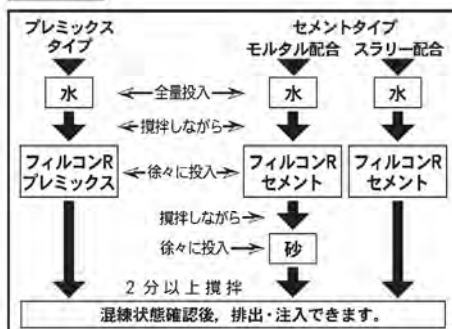 プレミックス
タイプ
セメントタイプ
モルタル配合 スラリー配合
水
全量投入
水
水
撹拌しながら
フィルコンR
プレミックス
徐々に投入
フィルコンR
セメント
フィルコンR
セメント
撹拌しながら
徐々に投入
砂
2分以上撹拌
混練状態確認後，排出・注入できます。